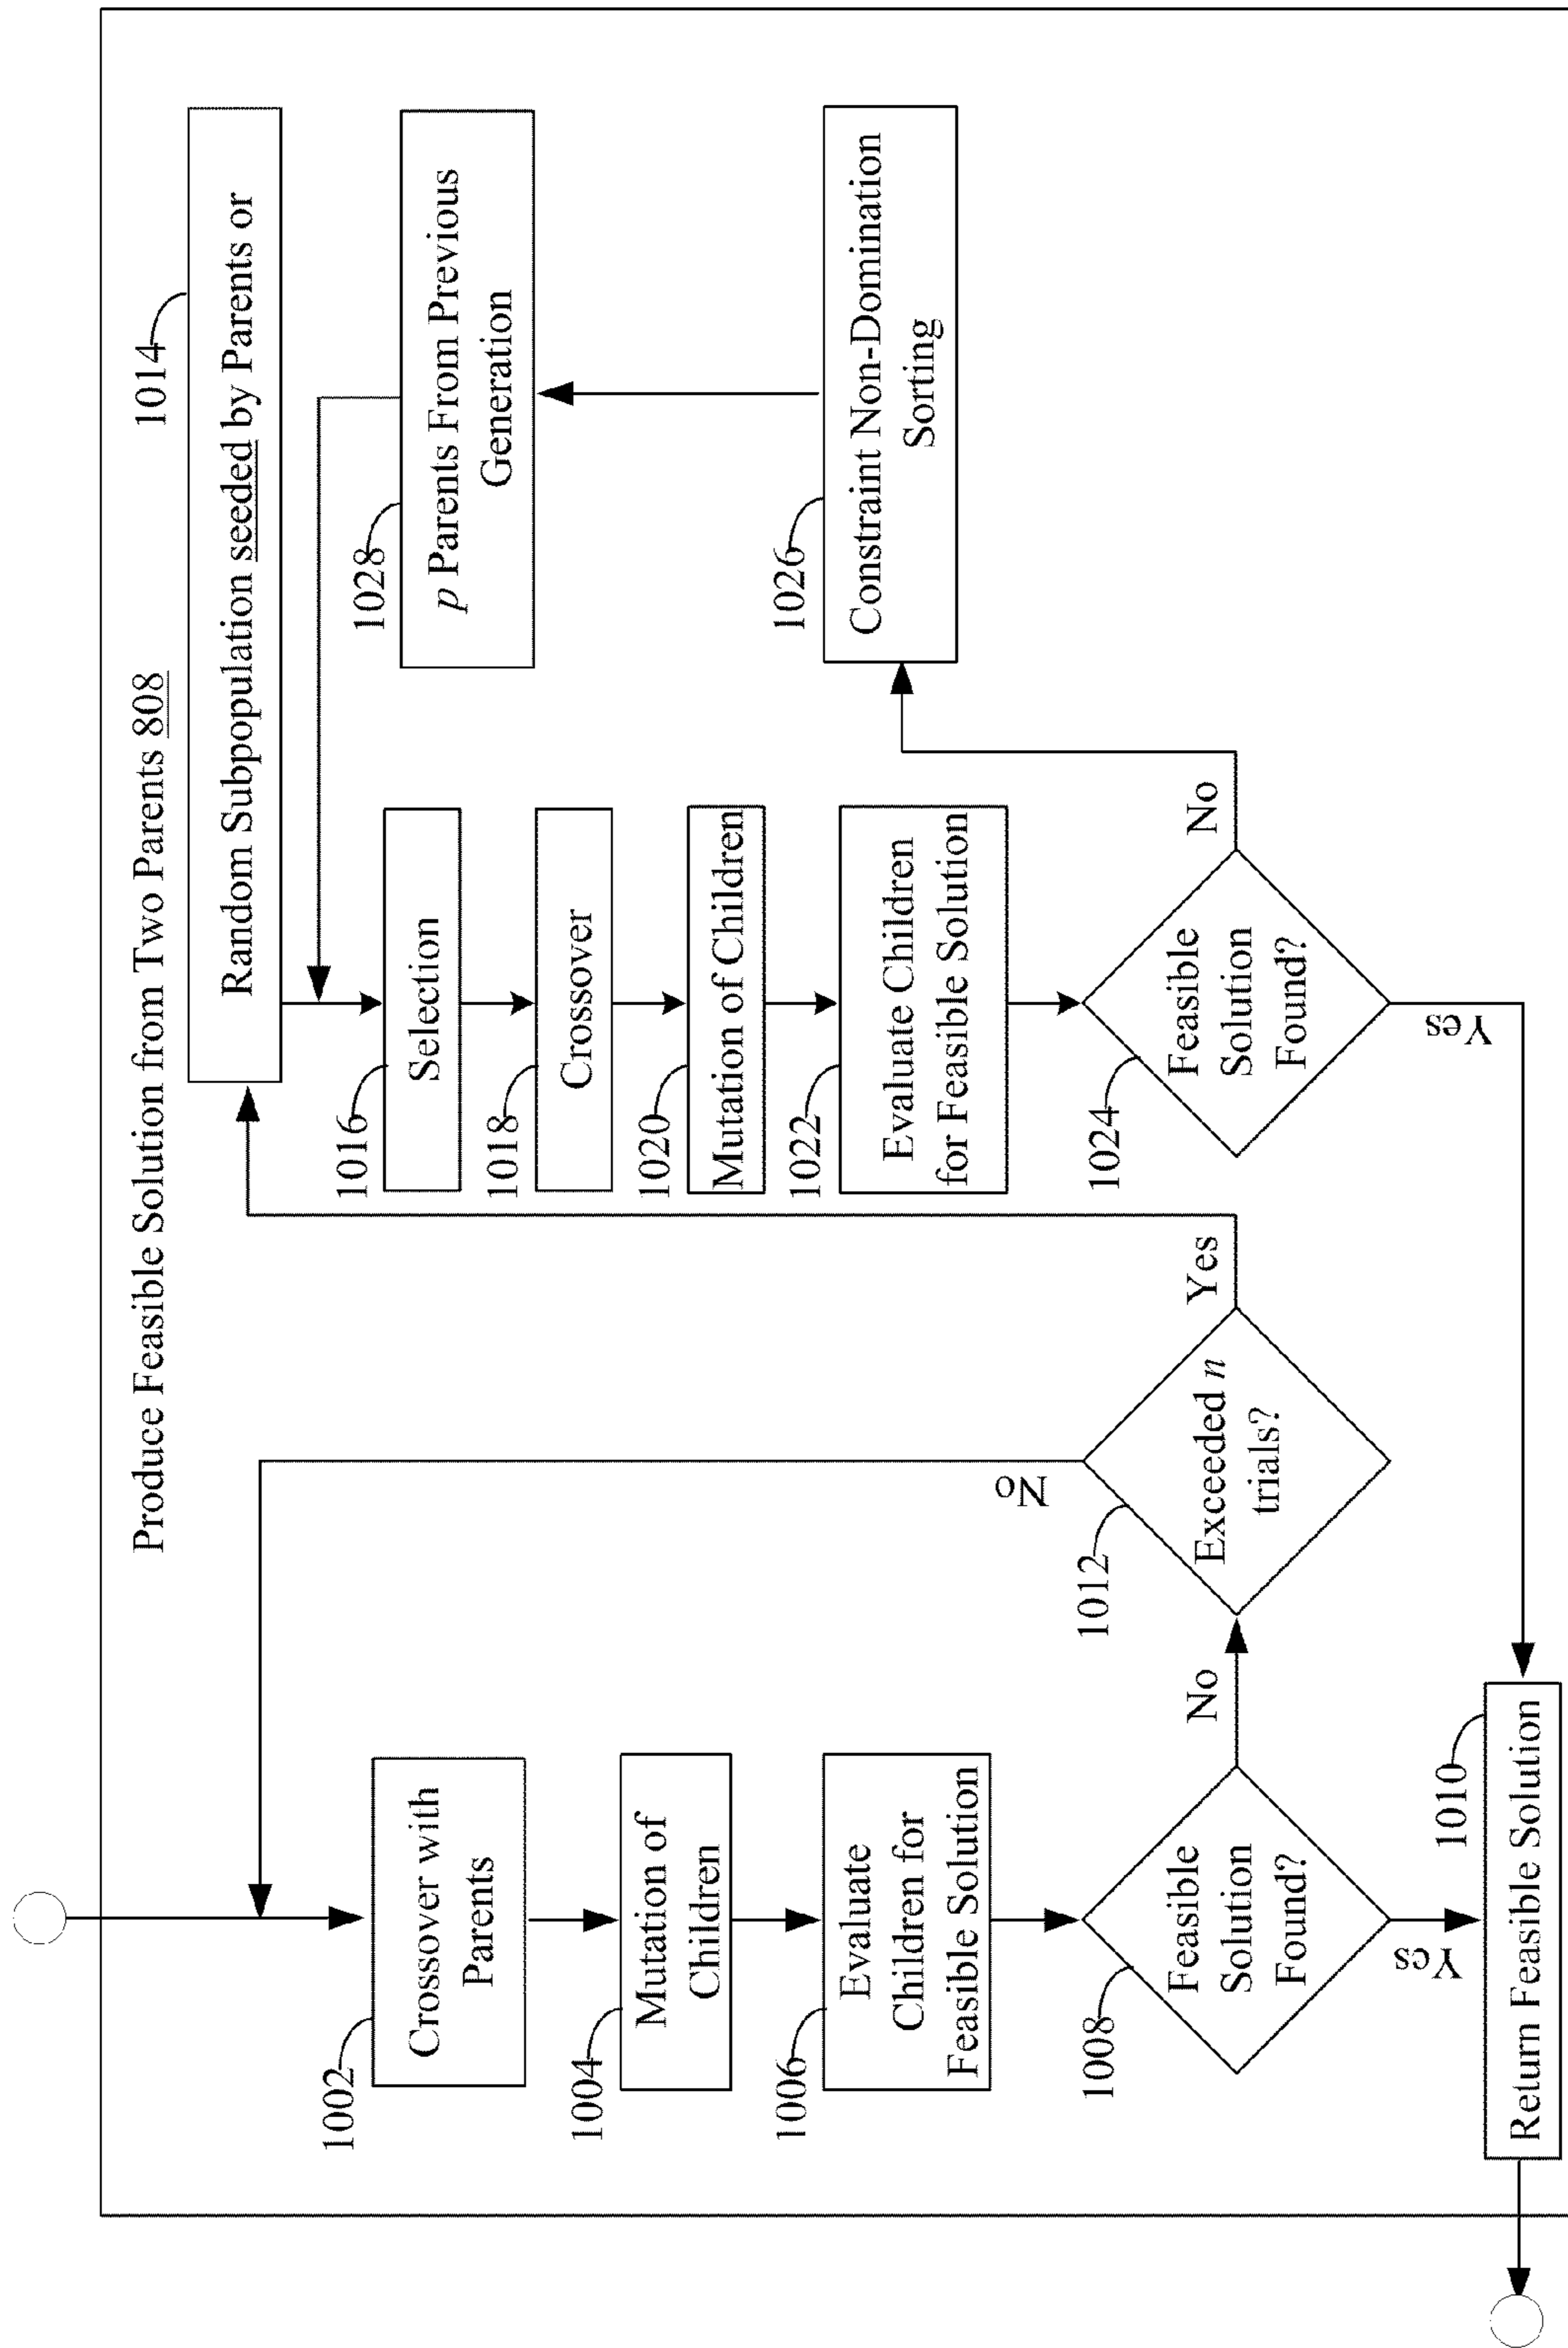 Produce Feasible Solution from Two Parents 808
1002
Crossover with
Parents
1004
Mutation of
Children
1006
Evaluate
Children for
Feasible Solution
1008
Feasible
Solution
Found?
No
Yes
1010
Return Feasible Solution
1012
Exceeded n
trials?
No
Yes
1014
Random Subpopulation seeded by Parents or
1016
Selection
1018
Crossover
1020
Mutation of Children
1022
Evaluate Children
for Feasible Solution
1024
Feasible
Solution
Found?
No
Yes
1026
Constraint Non-Domination
Sorting
1028
p Parents From Previous
Generation